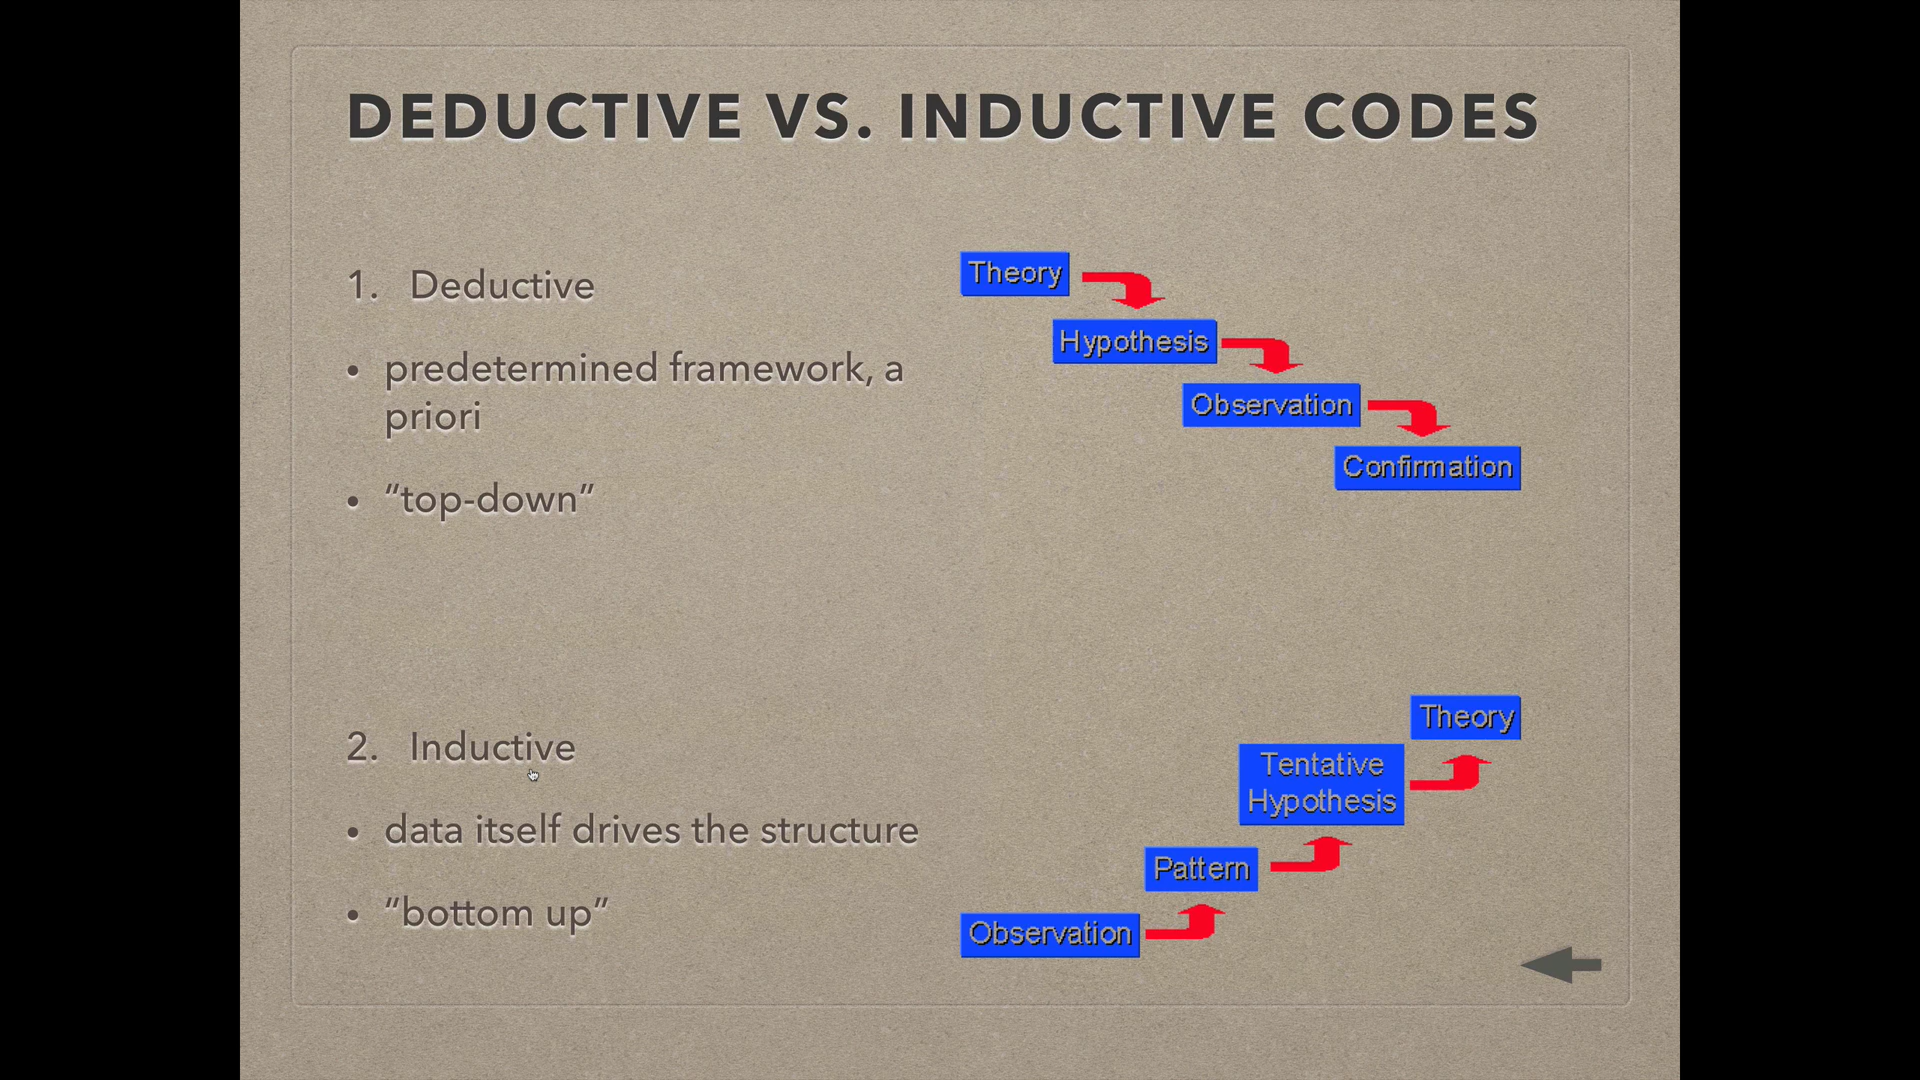 DEDUCTIVE VS. INDUCTIVE CODES
1. Deductive
• predetermined framework, a
priori
• “top-down”
Theory
Hypothesis
Observation
Confirmation
2. Inductive
• data itself drives the structure
• “bottom up”
Theory
Tentative
Hypothesis
Pattern
Observation